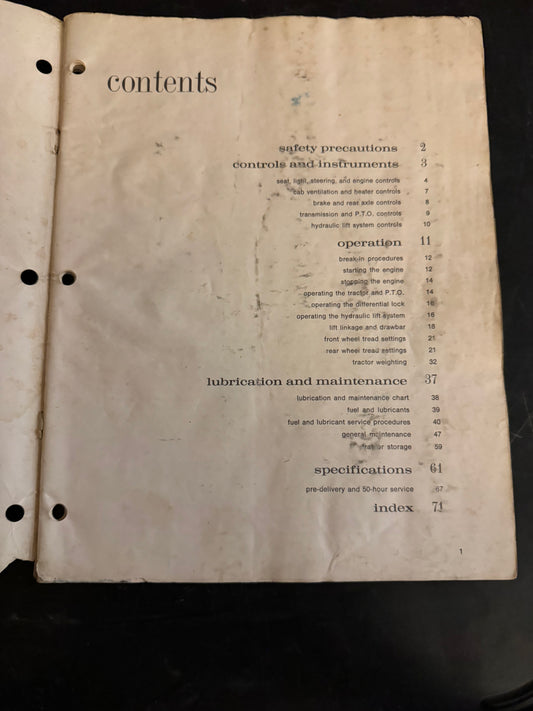 contents
safety precautions 2
controls and instruments 3
seat, light, steering, and engine controls 4
cab ventilation and heater controls 7
brake and rear axle controls 8
transmission and P.T.O. controls 9
hydraulic lift system controls 10
operation 11
break-in procedures 12
starting the engine 12
stopping the engine 14
operating the tractor and P.T.O. 14
operating the differential lock 16
operating the hydraulic lift system 16
lift linkage and drawbar 18
front wheel tread settings 21
rear wheel tread settings 21
tractor weighting 32
lubrication and maintenance 37
lubrication and maintenance chart 38
fuel and lubricants 39
fuel and lubricant service procedures 40
general maintenance 47
tractor storage 59
specifications 61
pre-delivery and 50-hour service 67
index 71
1